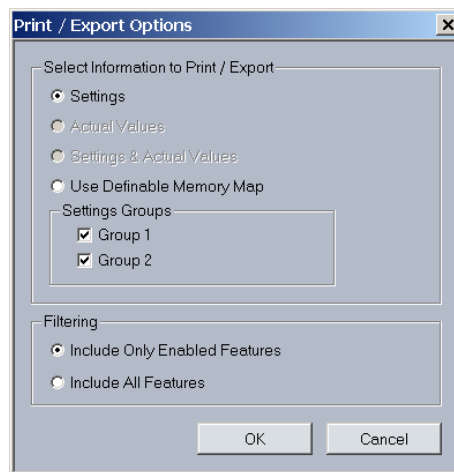 Print / Export Options
Select Information to Print / Export
Settings
Actual Values
Settings & Actual Values
Use Definable Memory Map
Settings Groups
Group 1
Group 2
Filtering
Include Only Enabled Features
Include All Features
OK Cancel